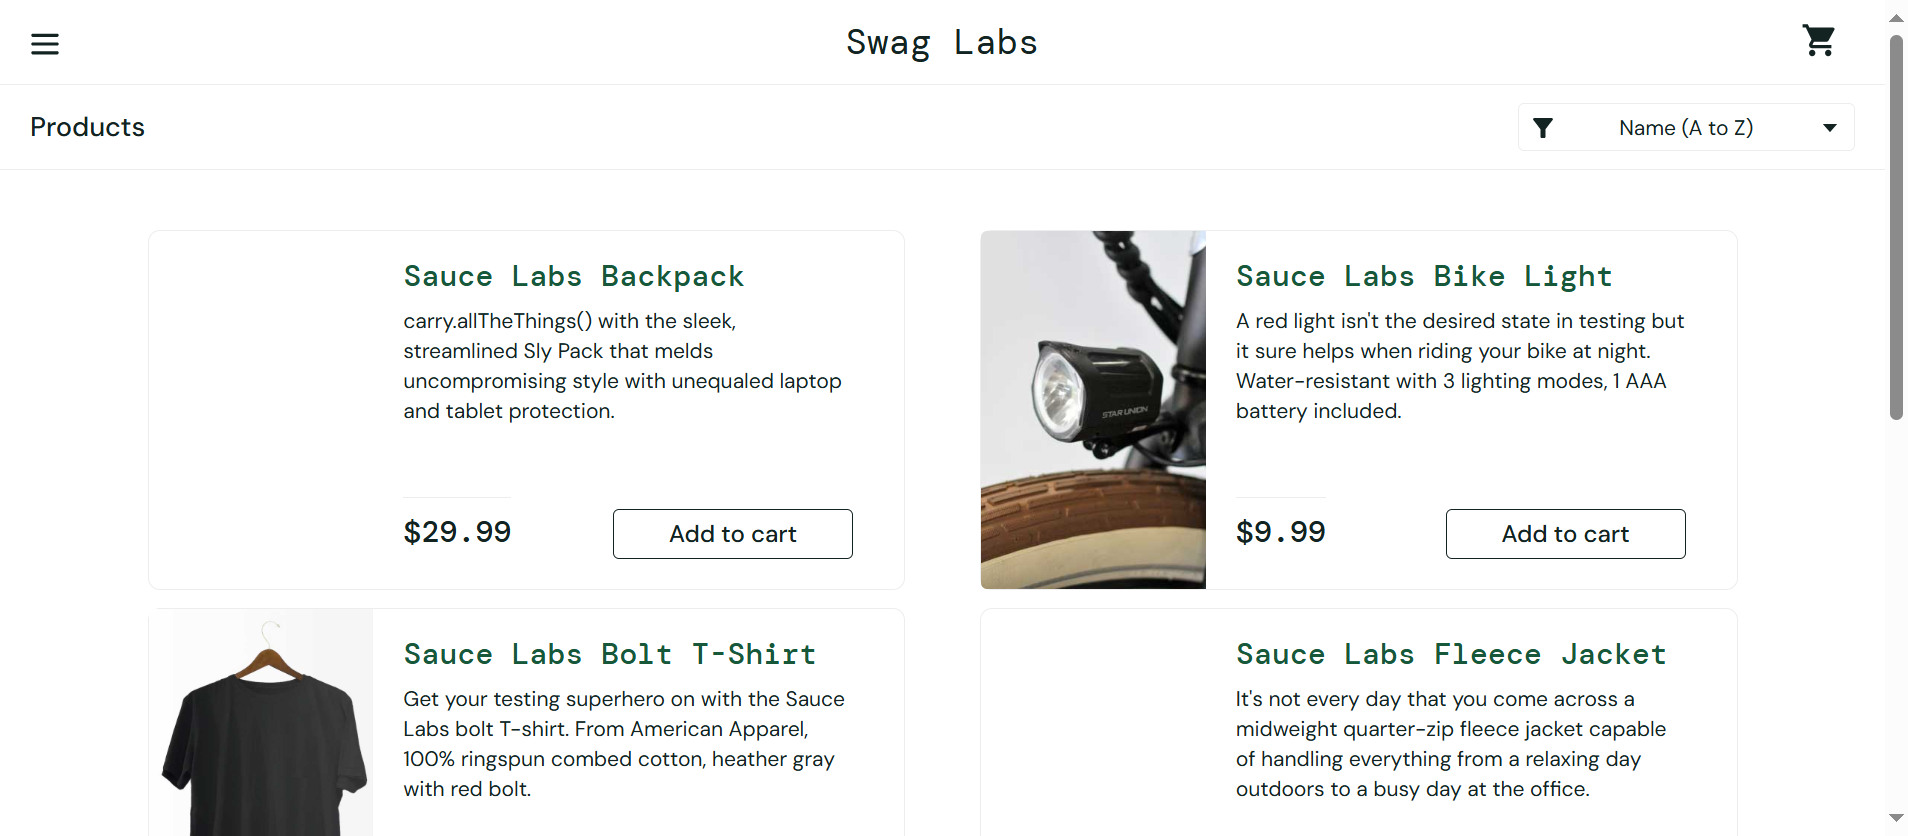 Swag Labs
Products
Name (A to Z)
Sauce Labs Backpack
carry.allTheThings() with the sleek,
streamlined Sly Pack that melds
uncompromising style with unequaled laptop
and tablet protection.
$29.99
Add to cart
Sauce Labs Bike Light
A red light isn't the desired state in testing but
it sure helps when riding your bike at night.
Water-resistant with 3 lighting modes, 1 AAA
battery included.
STAR UNION
$9.99
Add to cart
Sauce Labs Bolt T-Shirt
Get your testing superhero on with the Sauce
Labs bolt T-shirt. From American Apparel,
100% ringspun combed cotton, heather gray
with red bolt.
Sauce Labs Fleece Jacket
It's not every day that you come across a
midweight quarter-zip fleece jacket capable
of handling everything from a relaxing day
outdoors to a busy day at the office.